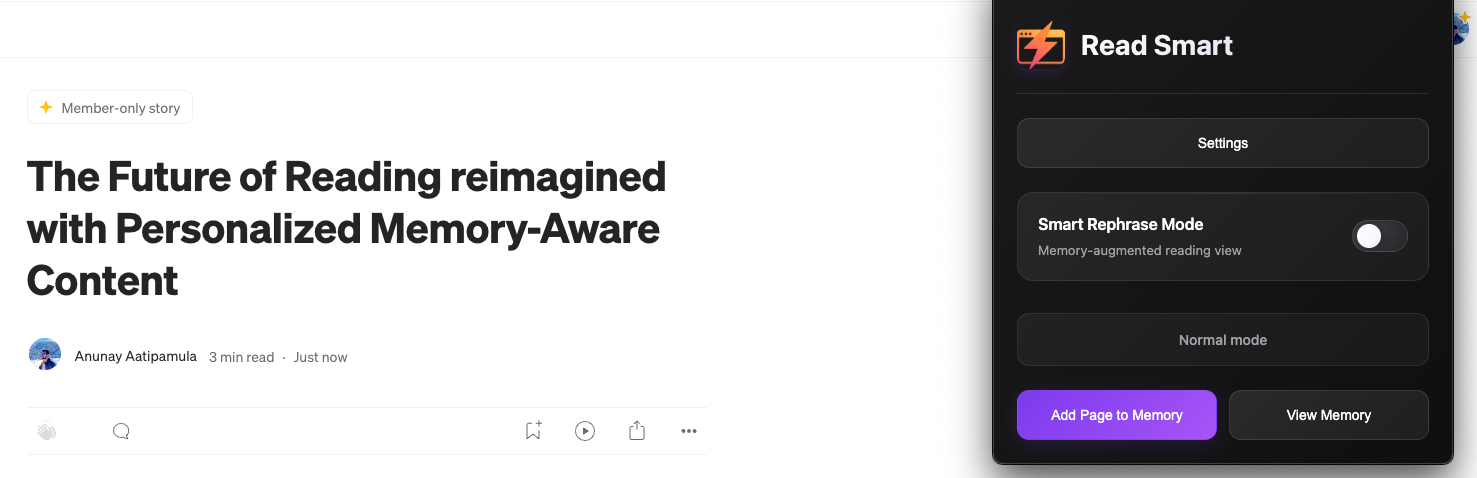 Member-only story
The Future of Reading reimagined
with Personalized Memory-Aware
Content
Anunay Aatipamula 3 min read · Just now
Read Smart
Settings
Smart Rephrase Mode
Memory-augmented reading view
Normal mode
Add Page to Memory
View Memory